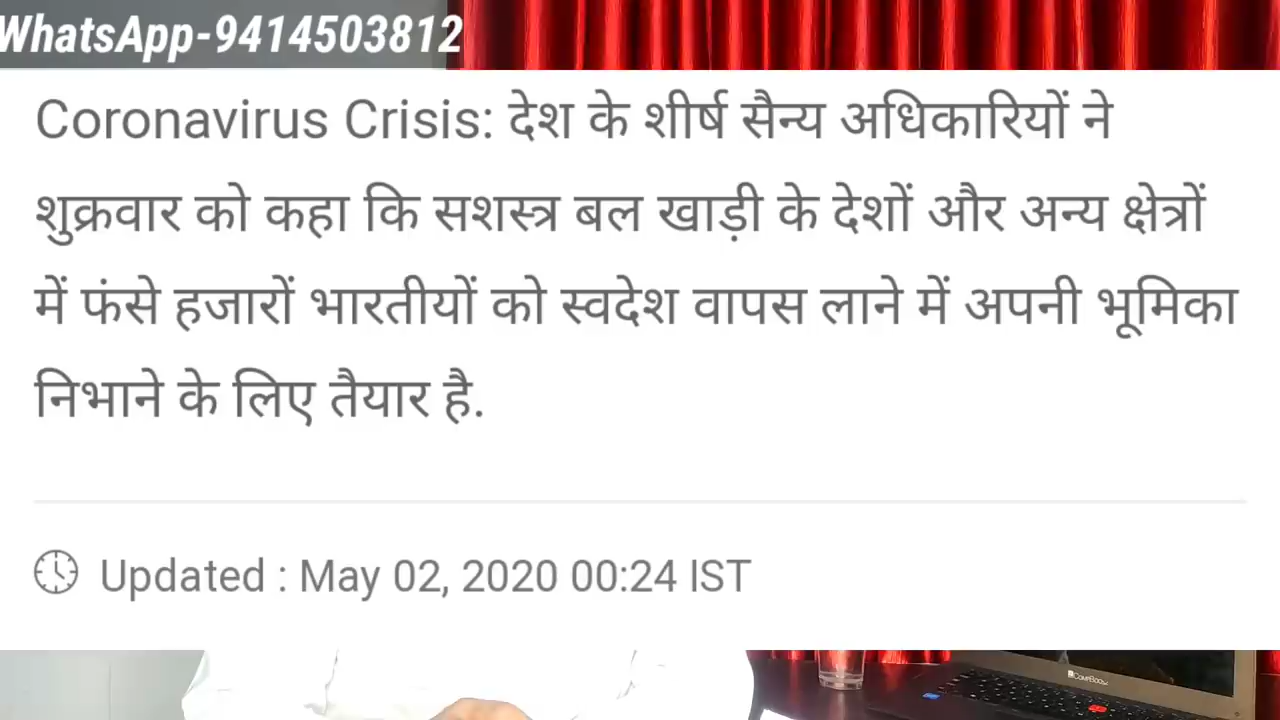 WhatsApp-9414503812
Coronavirus Crisis: देश के शीर्ष सैन्य अधिकारियों ने
शुक्रवार को कहा कि सशस्त्र बल खाड़ी के देशों और अन्य क्षेत्रों
में फंसे हजारों भारतीयों को स्वदेश वापस लाने में अपनी भूमिका
निभाने के लिए तैयार है.
Updated : May 02, 2020 00:24 IST